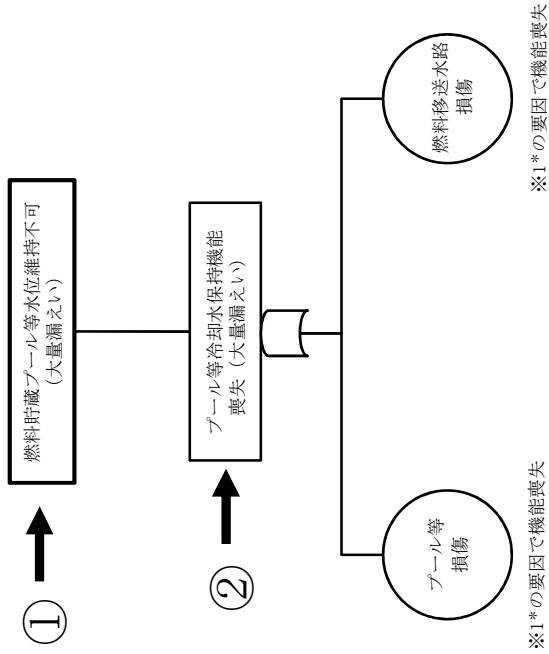 ①
燃料貯蔵プール等水位維持不可
（大量漏えい）
②
プール等冷却水保持機能
喪失（大量漏えい）
プール等
損傷
燃料移送水路
損傷
※1*の要因で機能喪失
※1*の要因で機能喪失